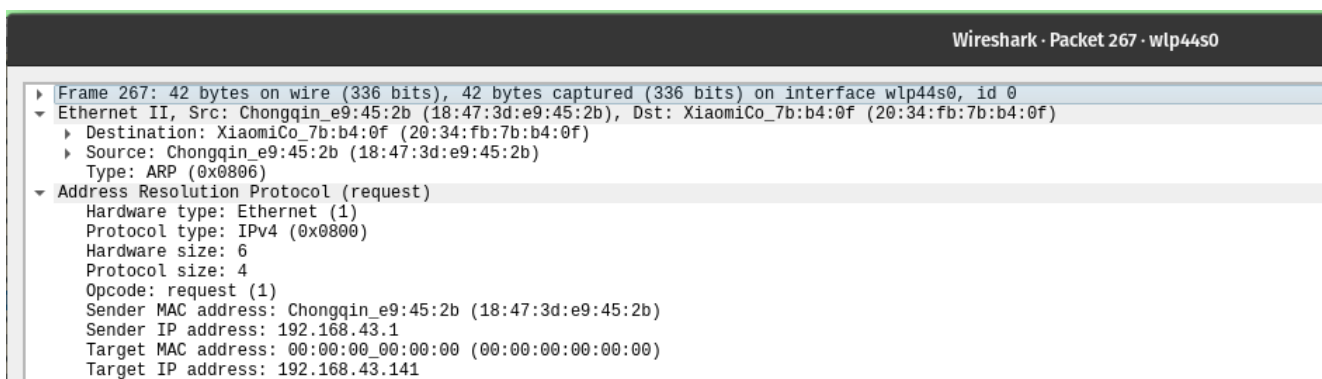 Wireshark · Packet 267 · wlp44s0
Frame 267: 42 bytes on wire (336 bits), 42 bytes captured (336 bits) on interface wlp44s0, id 0
Ethernet II, Src: Chongqin_e9:45:2b (18:47:3d:e9:45:2b), Dst: XiaomiCo_7b:b4:0f (20:34:fb:7b:b4:0f)
Destination: XiaomiCo_7b:b4:0f (20:34:fb:7b:b4:0f)
Source: Chongqin_e9:45:2b (18:47:3d:e9:45:2b)
Type: ARP (0x0806)
Address Resolution Protocol (request)
Hardware type: Ethernet (1)
Protocol type: IPv4 (0x0800)
Hardware size: 6
Protocol size: 4
Opcode: request (1)
Sender MAC address: Chongqin_e9:45:2b (18:47:3d:e9:45:2b)
Sender IP address: 192.168.43.1
Target MAC address: 00:00:00_00:00:00 (00:00:00:00:00:00)
Target IP address: 192.168.43.141